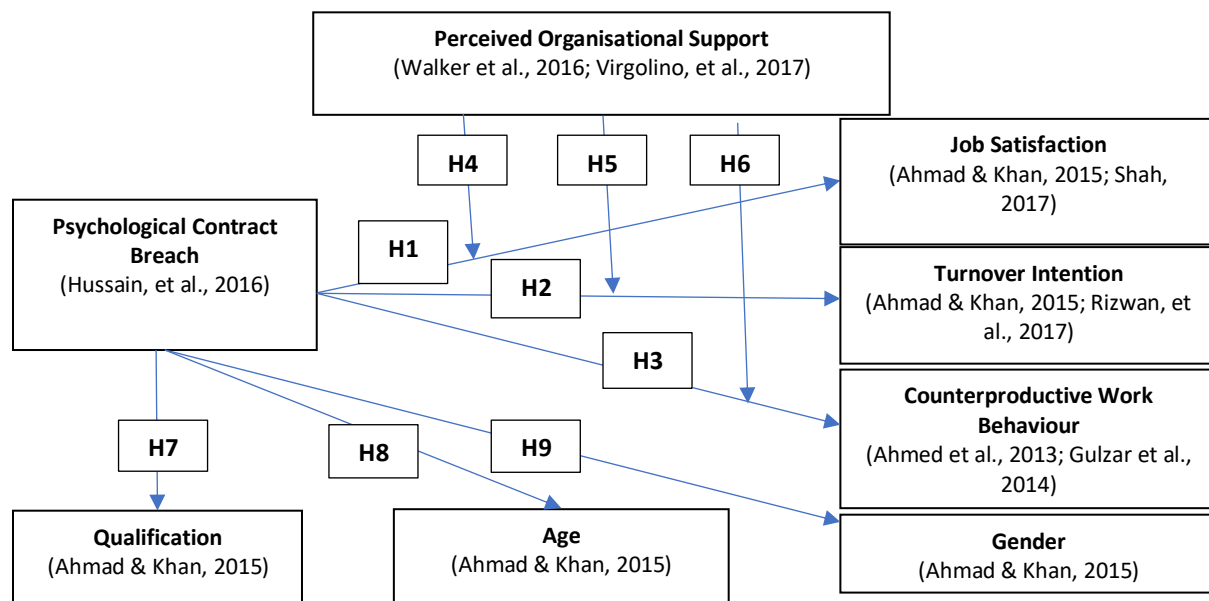 Perceived Organisational Support
(Walker et al., 2016; Virgolino, et al., 2017)
H4
H5
H6
Job Satisfaction
(Ahmad & Khan, 2015; Shah,
2017)
Psychological Contract
Breach
(Hussain, et al., 2016)
H1
H2
H3
Turnover Intention
(Ahmad & Khan, 2015; Rizwan, et
al., 2017)
Counterproductive Work
Behaviour
(Ahmed et al., 2013; Gulzar et al.,
2014)
H7
H8
H9
Qualification
(Ahmad & Khan, 2015)
Age
(Ahmad & Khan, 2015)
Gender
(Ahmad & Khan, 2015)